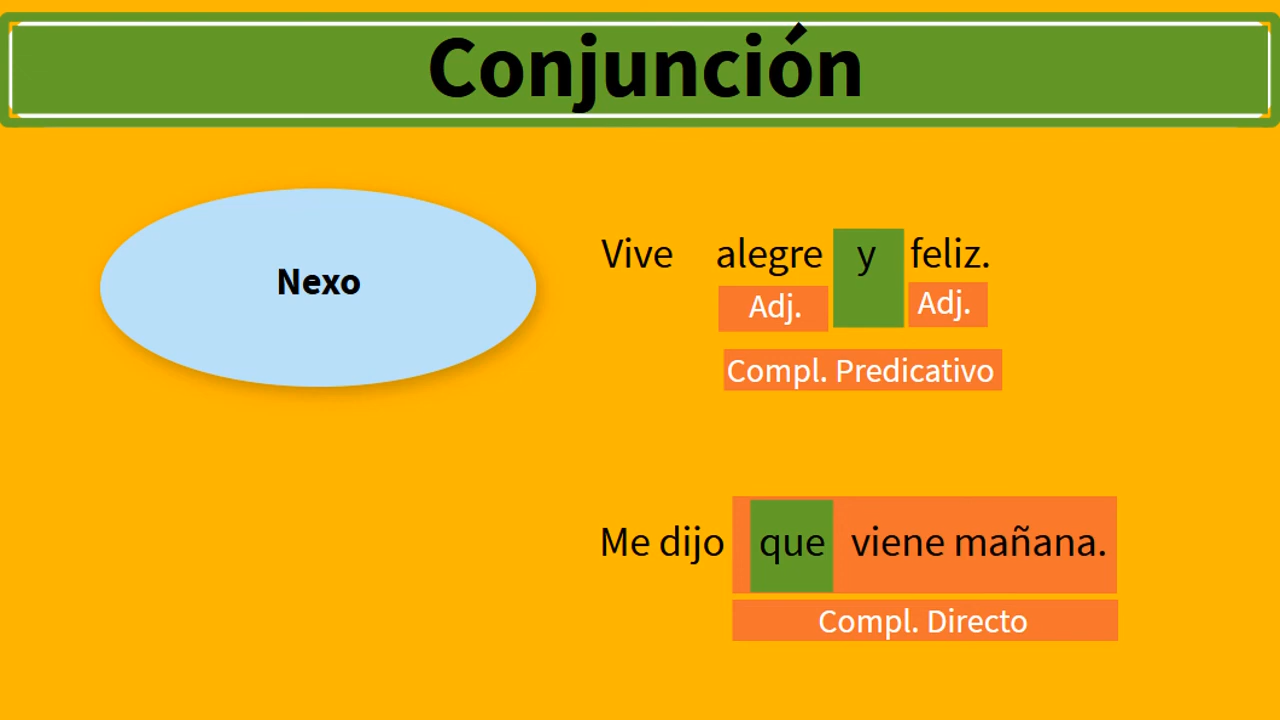 Conjunción
Nexo
Vive alegre y feliz.
Adj. Adj.
Compl. Predicativo
Me dijo que viene mañana.
Compl. Directo